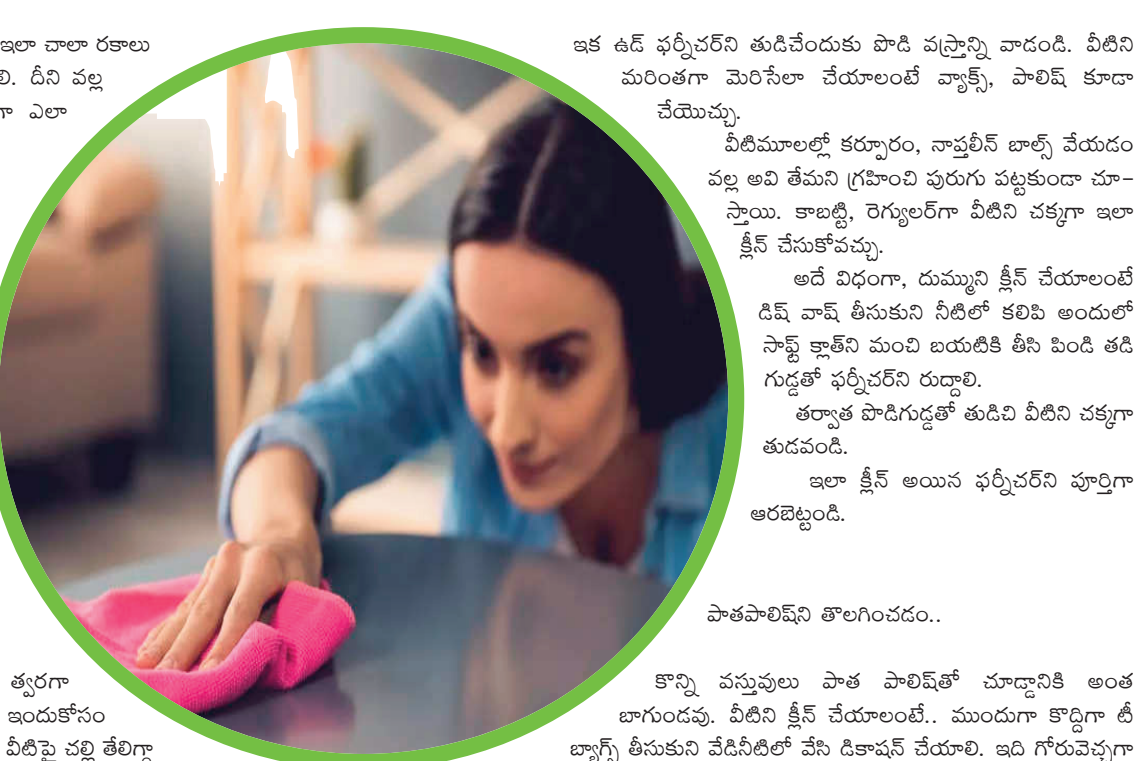 ఇలా చాలా రకాలు
లి. దీని వల్ల
గా ఎలా
త్వరగా
ఇందుకోసం
వీటిపై చల్లి తేలిగ్గా
ఇక ఉడ్ ఫర్నీచర్‌ని తుడిచేందుకు పొడి వస్త్రాన్ని వాడండి. వీటిని
మరింతగా మెరిసేలా చేయాలంటే వ్యాక్స్, పాలిష్ కూడా
చేయొచ్చు.
వీటిమూలల్లో కర్పూరం, నాప్తలీన్ బాల్స్ వేయడం
వల్ల అవి తేమని గ్రహించి పురుగు పట్టకుండా చూ-
స్తాయి. కాబట్టి, రెగ్యులర్‌గా వీటిని చక్కగా ఇలా
క్లీన్ చేసుకోవచ్చు.
అదే విధంగా, దుమ్ముని క్లీన్ చేయాలంటే
డిష్ వాష్ తీసుకుని నీటిలో కలిపి అందులో
సాఫ్ట్ క్లాత్‌ని మంచి బయటికి తీసి పిండి తడి
గుడ్డతో ఫర్నీచర్‌ని రుద్దాలి.
తర్వాత పొడిగుడ్డతో తుడిచి వీటిని చక్కగా
తుడవండి.
ఇలా క్లీన్ అయిన ఫర్నీచర్‌ని పూర్తిగా
ఆరబెట్టండి.
పాతపాలిష్‌ని తొలగించడం..
కొన్ని వస్తువులు పాత పాలిష్‌తో చూడ్డానికి అంత
బాగుండవు. వీటిని క్లీన్ చేయాలంటే.. ముందుగా కొద్దిగా టీ
బ్యాగ్స్ తీసుకుని వేడినీటిలో వేసి డికాషన్ చేయాలి. ఇది గోరువెచ్చగా